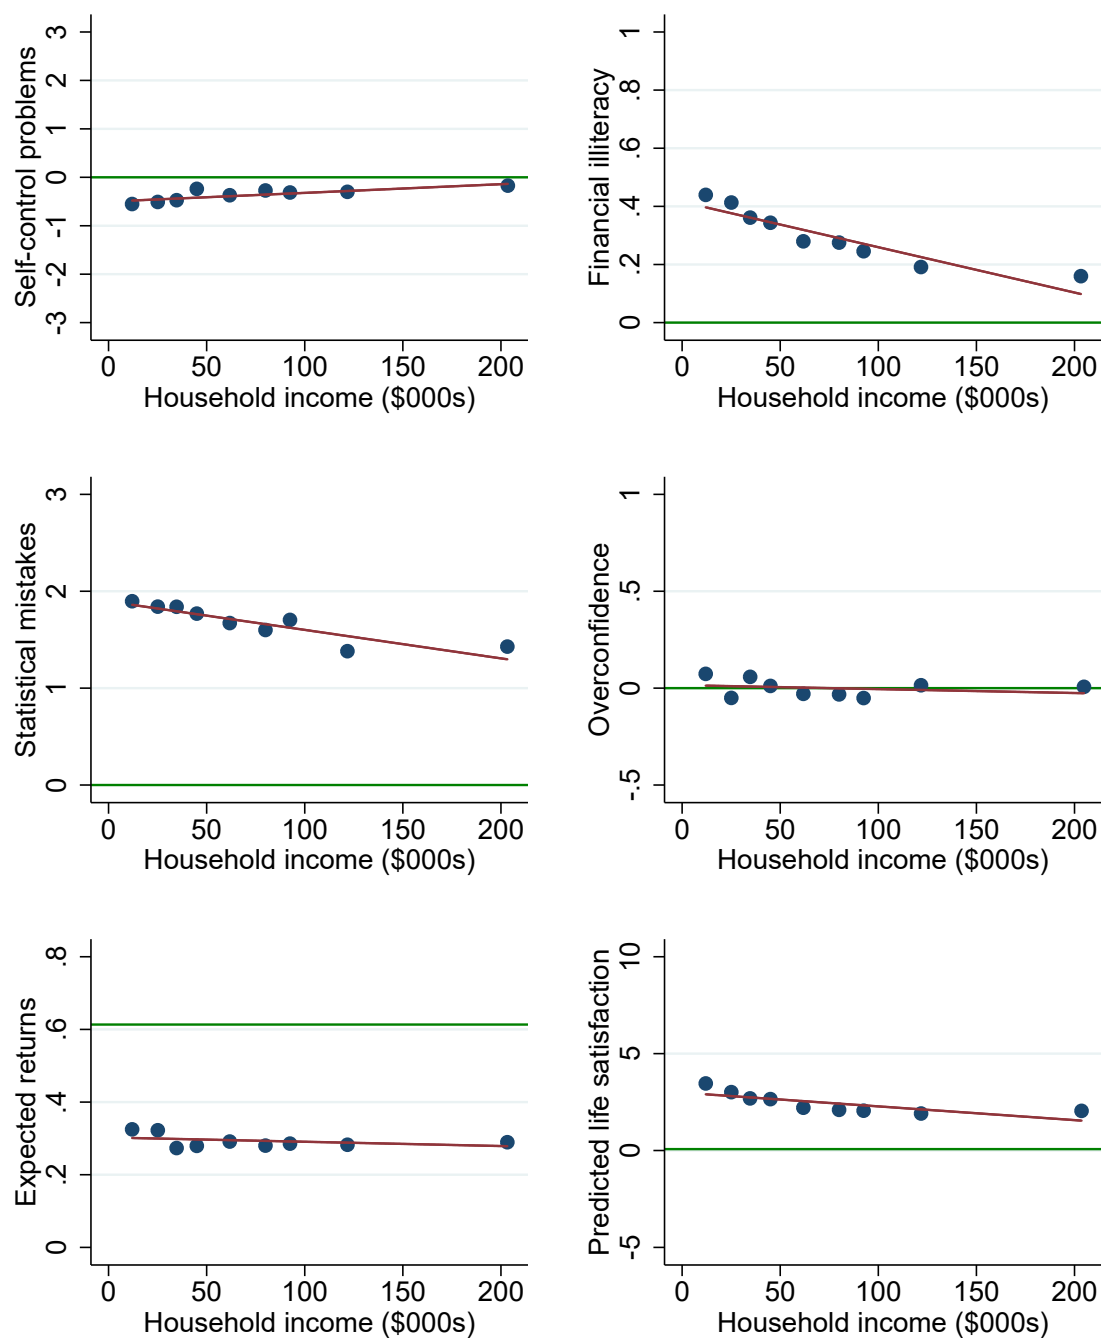 Self-control problems
3
2
1
0
-1
-2
-3
0 50 100 150 200
Household income ($000s)
Financial illiteracy
1
.8
.6
.4
.2
0
0 50 100 150 200
Household income ($000s)
Statistical mistakes
3
2
1
0
0 50 100 150 200
Household income ($000s)
Overconfidence
1
.5
0
-.5
0 50 100 150 200
Household income ($000s)
Expected returns
.8
.6
.4
.2
0
0 50 100 150 200
Household income ($000s)
Predicted life satisfaction
10
5
0
-5
0 50 100 150 200
Household income ($000s)